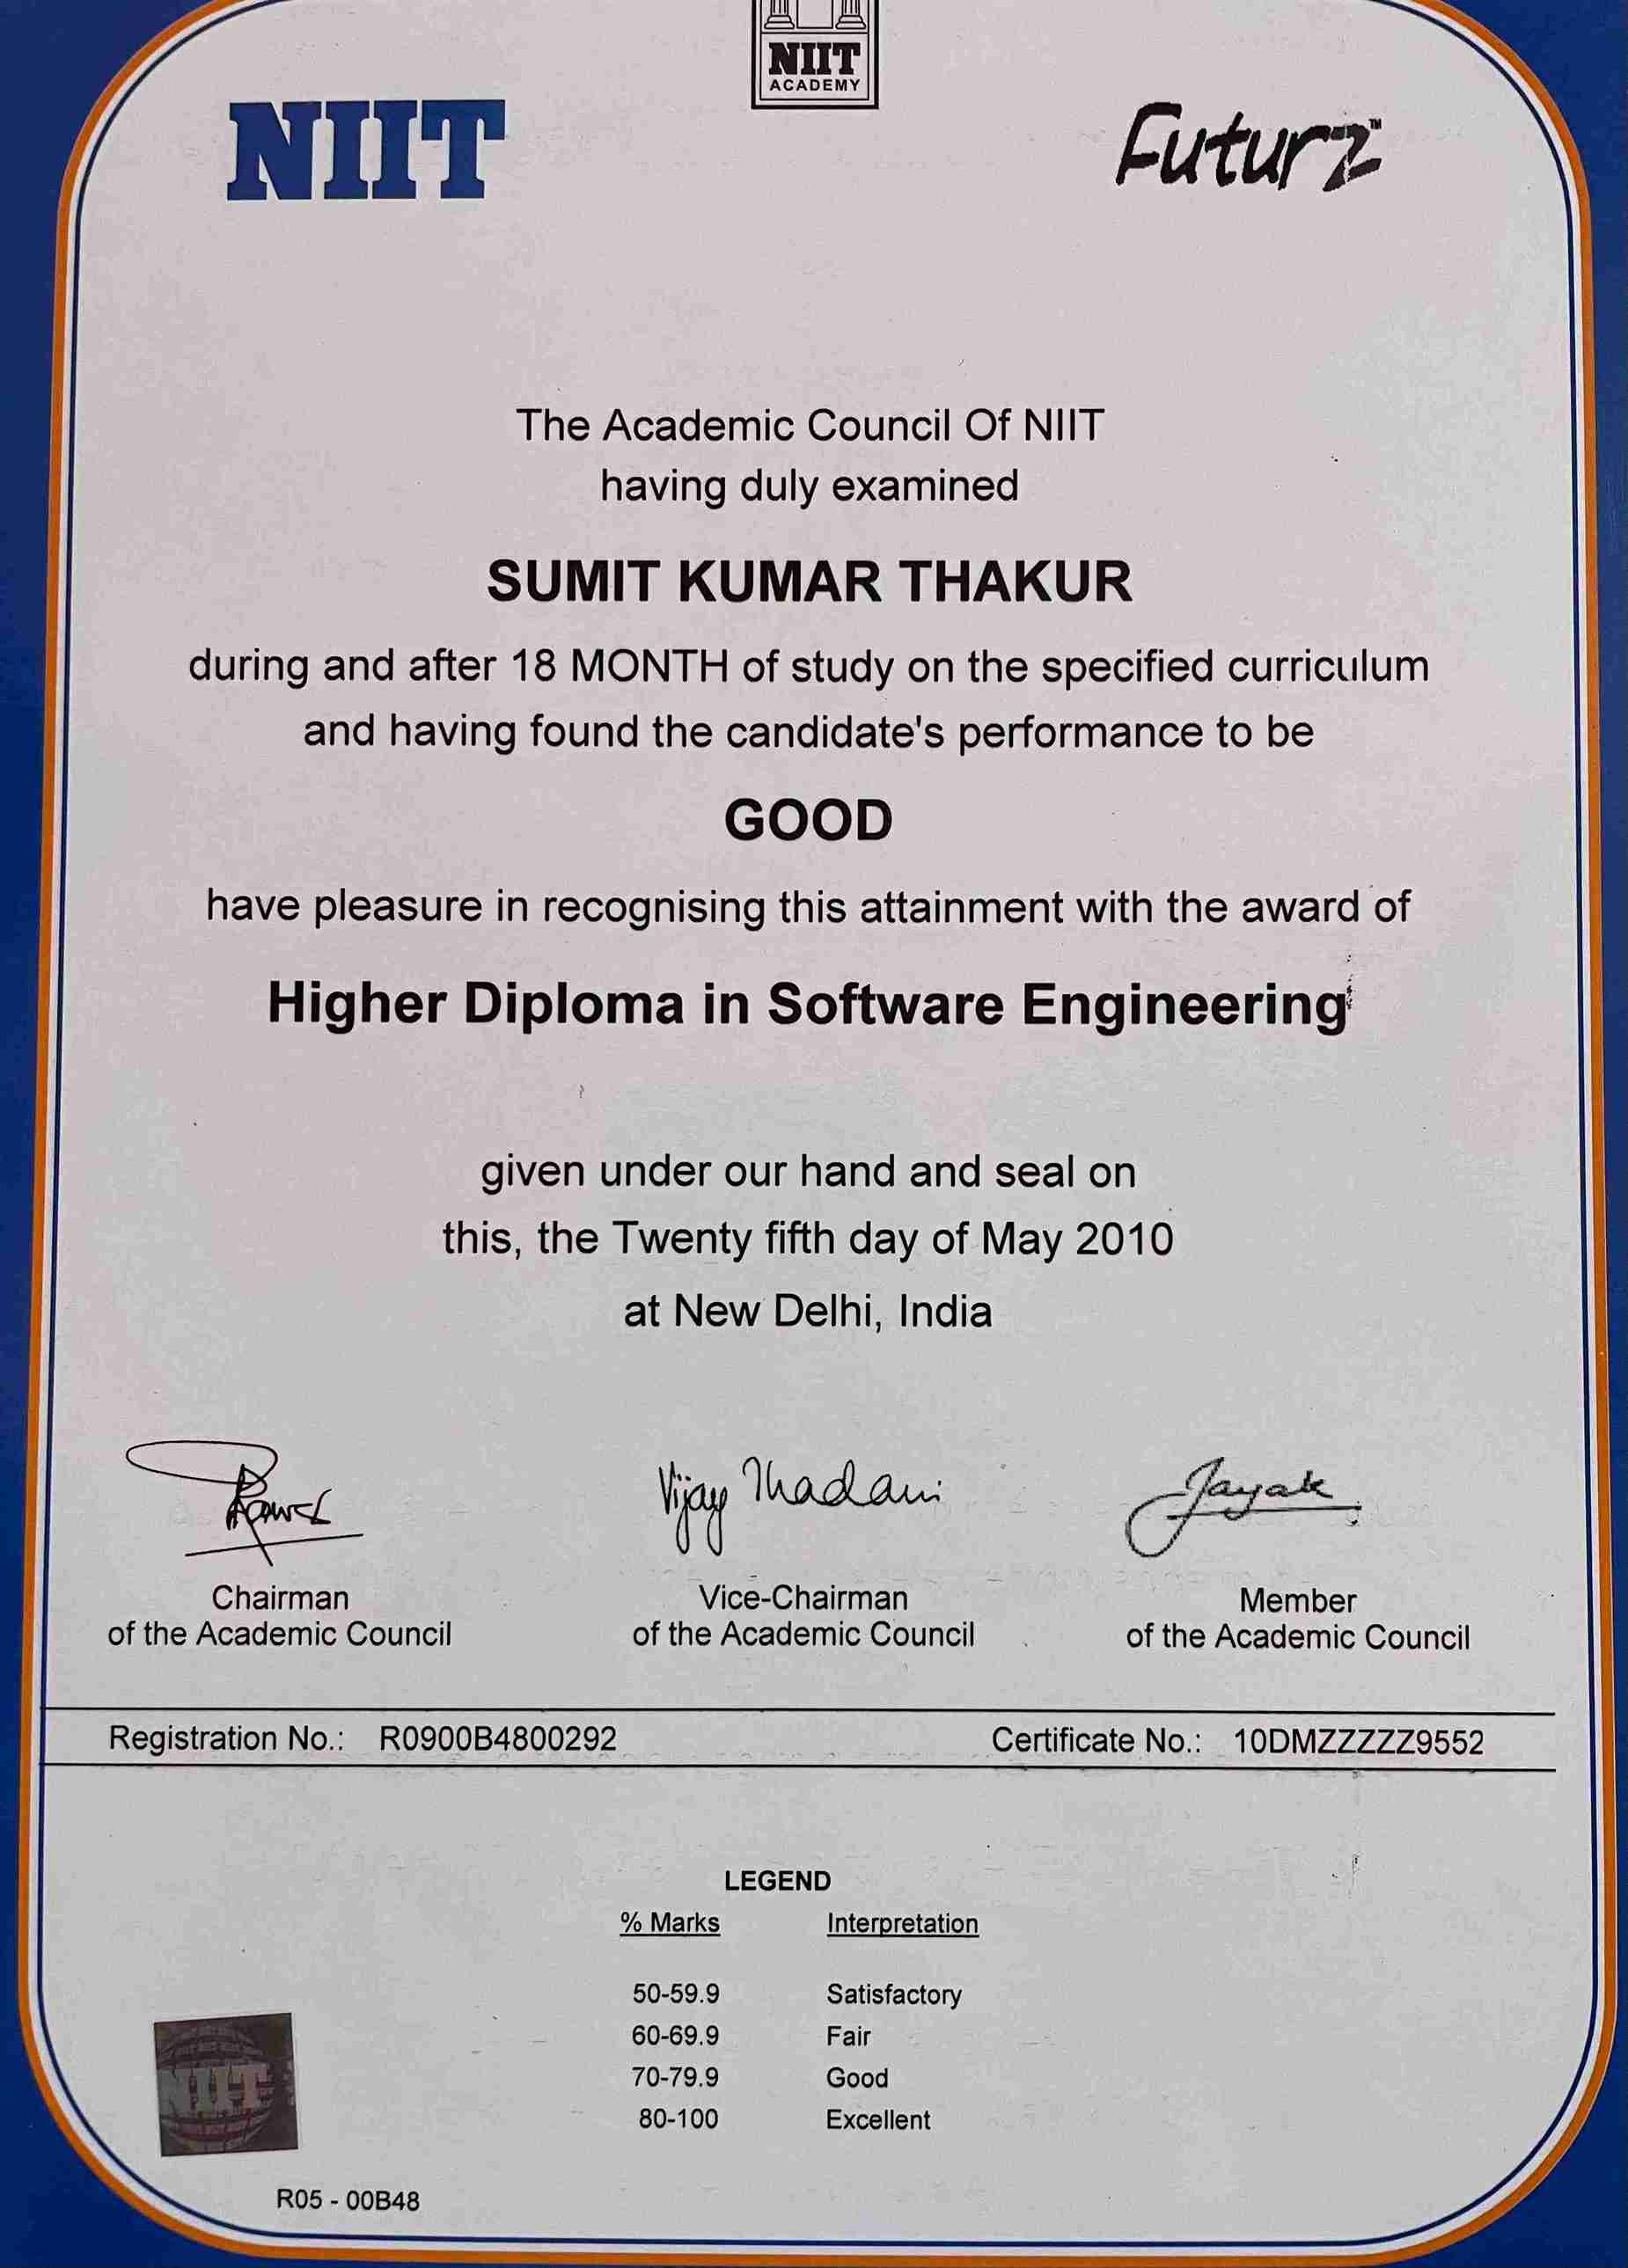 NIIT
ACADEMY
NIIT
Futurz™
The Academic Council Of NIIT
having duly examined
SUMIT KUMAR THAKUR
during and after 18 MONTH of study on the specified curriculum
and having found the candidate's performance to be
GOOD
have pleasure in recognising this attainment with the award of
Higher Diploma in Software Engineering
given under our hand and seal on
this, the Twenty fifth day of May 2010
at New Delhi, India
Vijay Thadani
Chairman
of the Academic Council
Vice-Chairman
of the Academic Council
Member
of the Academic Council
Registration No.: R0900B4800292
Certificate No.: 10DMZZZZZ9552
LEGEND
% Marks Interpretation
50-59.9 Satisfactory
60-69.9 Fair
70-79.9 Good
80-100 Excellent
NIIT
R05 - 00B48